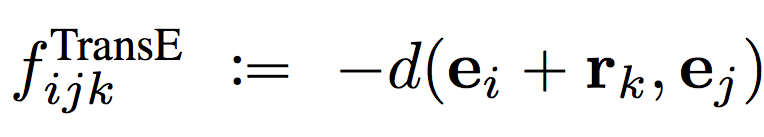 f_{ijk}^{TransE} := −d(e_i + r_k, e_j)